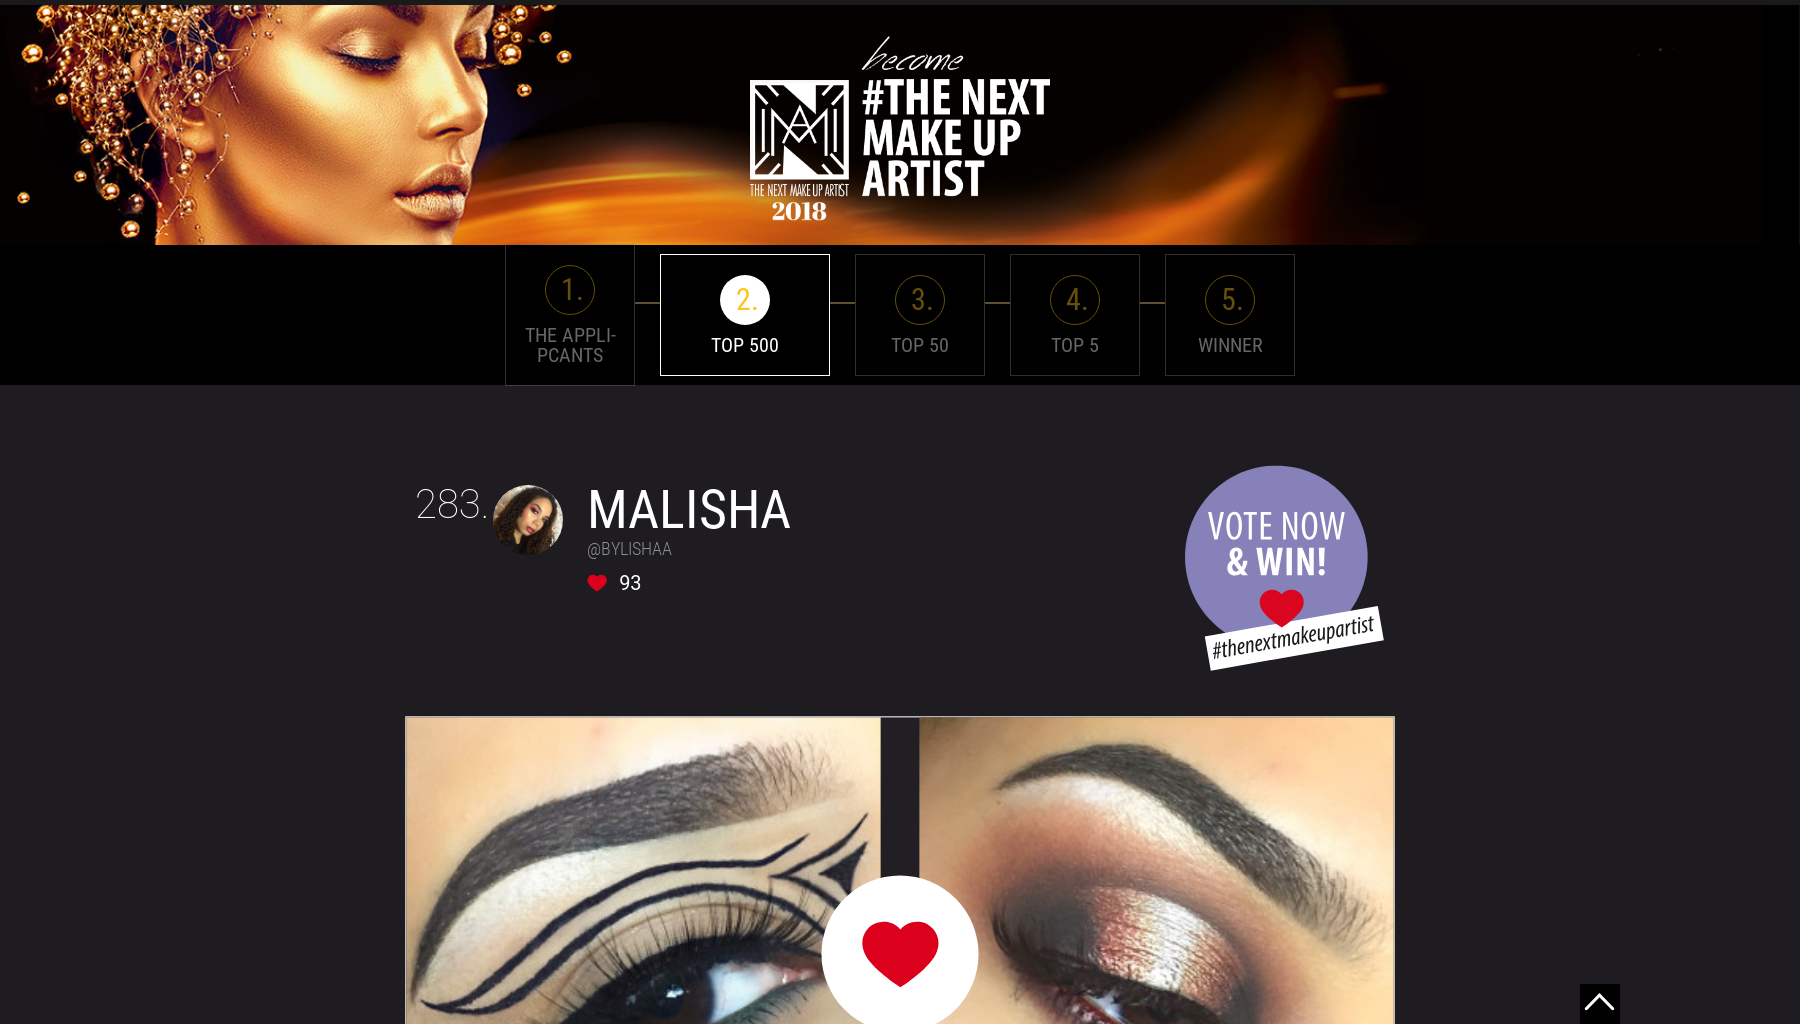 become
#THE NEXT
MAKE UP
ARTIST
THE NEXT MAKE UP ARTIST
2018
1.
THE APPLI-
PCANTS
2.
TOP 500
3.
TOP 50
4.
TOP 5
5.
WINNER
283.
MALISHA
@BYLISHAA
93
VOTE NOW
& WIN!
#thenextmakeupartist